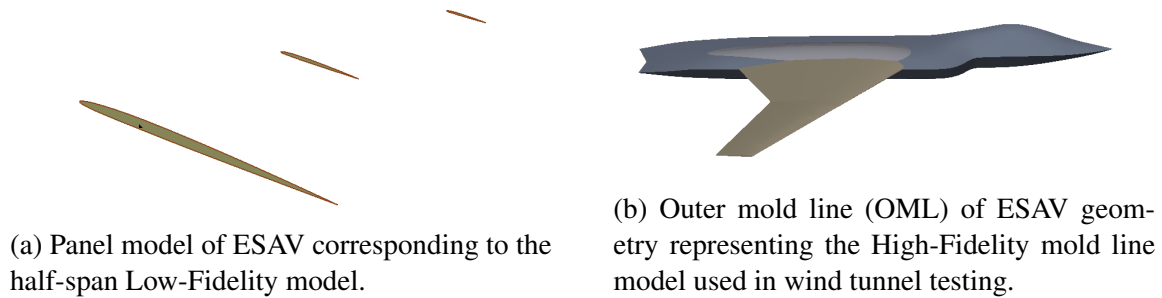 (a) Panel model of ESAV corresponding to the
half-span Low-Fidelity model.
(b) Outer mold line (OML) of ESAV geom-
etry representing the High-Fidelity mold line
model used in wind tunnel testing.